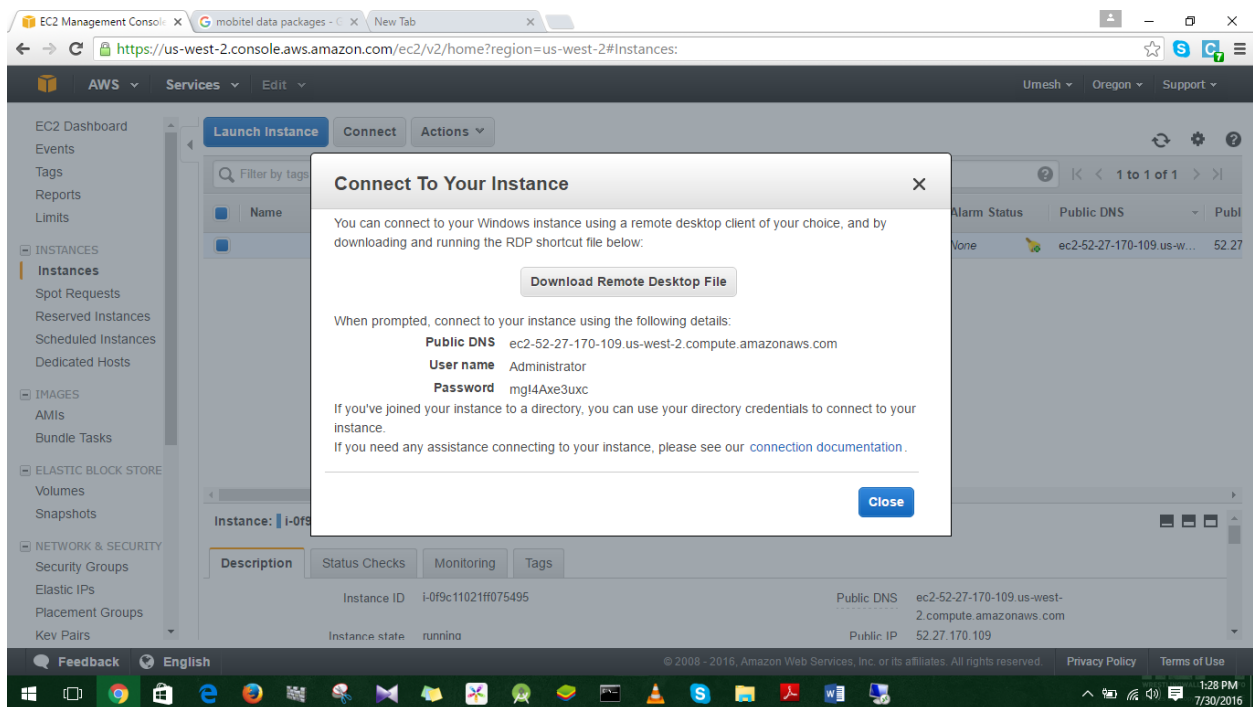 EC2 Management Console
mobitel data packages - G
New Tab
https://us-west-2.console.aws.amazon.com/ec2/v2/home?region=us-west-2#Instances:
AWS Services Edit Umesh Oregon Support
EC2 Dashboard
Events
Tags
Reports
Limits
INSTANCES
Instances
Spot Requests
Reserved Instances
Scheduled Instances
Dedicated Hosts
IMAGES
AMIs
Bundle Tasks
ELASTIC BLOCK STORE
Volumes
Snapshots
NETWORK & SECURITY
Security Groups
Elastic IPs
Placement Groups
Key Pairs
Launch Instance Connect Actions
Filter by tags
1 to 1 of 1
Name Alarm Status Public DNS Publ
None ec2-52-27-170-109.us-w... 52.27
Connect To Your Instance
You can connect to your Windows instance using a remote desktop client of your choice, and by
downloading and running the RDP shortcut file below:
Download Remote Desktop File
When prompted, connect to your instance using the following details:
Public DNS ec2-52-27-170-109.us-west-2.compute.amazonaws.com
User name Administrator
Password mg!4Axe3uxc
If you've joined your instance to a directory, you can use your directory credentials to connect to your
instance.
If you need any assistance connecting to your instance, please see our connection documentation.
Close
Instance: i-0f9
Description Status Checks Monitoring Tags
Instance ID i-0f9c11021ff075495 Public DNS ec2-52-27-170-109.us-west-
2.compute.amazonaws.com
Instance state running Public IP 52.27.170.109
Feedback English © 2008 - 2016, Amazon Web Services, Inc. or its affiliates. All rights reserved. Privacy Policy Terms of Use
1:28 PM
7/30/2016